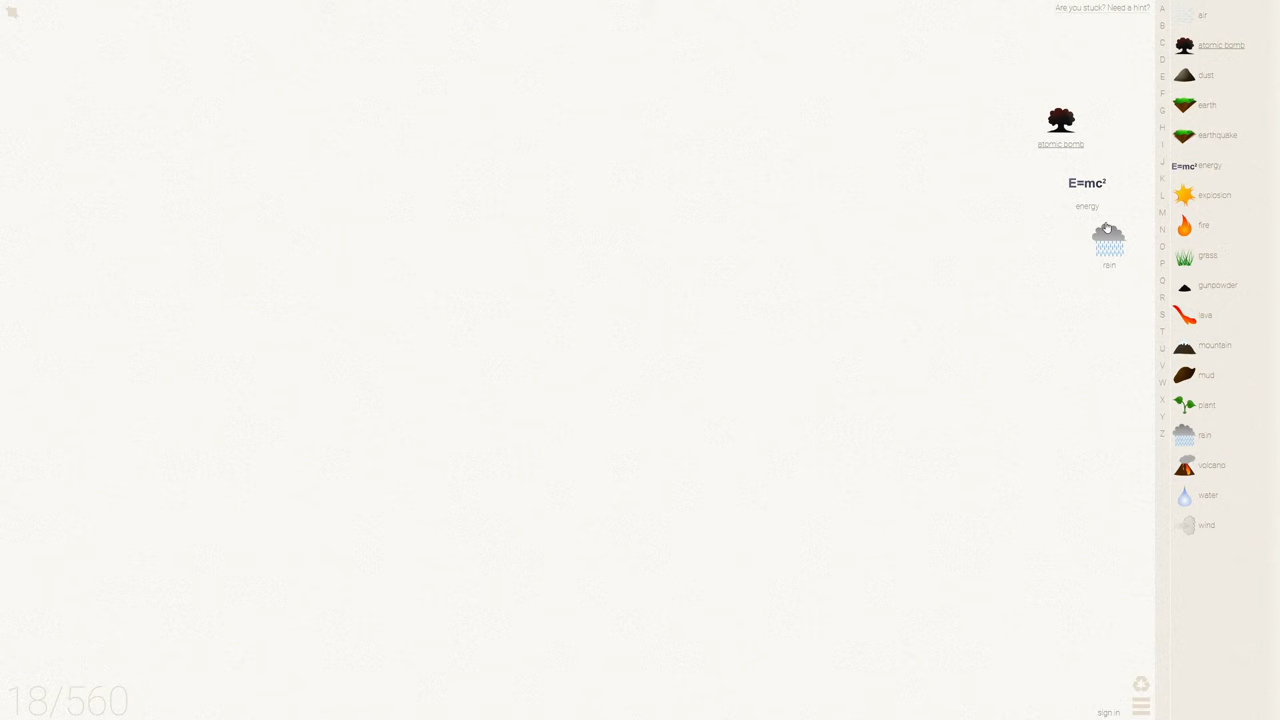 Are you stuck? Need a hint?
A
B
C
D
E
F
G
H
I
J
K
L
M
N
O
P
Q
R
S
T
U
V
W
X
Y
Z
air
atomic bomb
dust
earth
earthquake
E=mc² energy
explosion
fire
grass
gunpowder
lava
mountain
mud
plant
rain
volcano
water
wind
atomic bomb
E=mc²
energy
rain
18/560
sign in